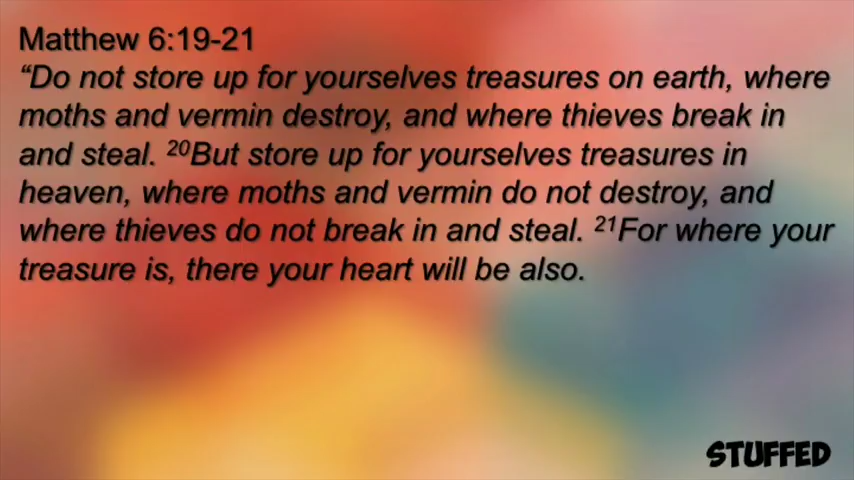 Matthew 6:19-21
“Do not store up for yourselves treasures on earth, where
moths and vermin destroy, and where thieves break in
and steal. ²⁰But store up for yourselves treasures in
heaven, where moths and vermin do not destroy, and
where thieves do not break in and steal. ²¹For where your
treasure is, there your heart will be also.
STUFFED